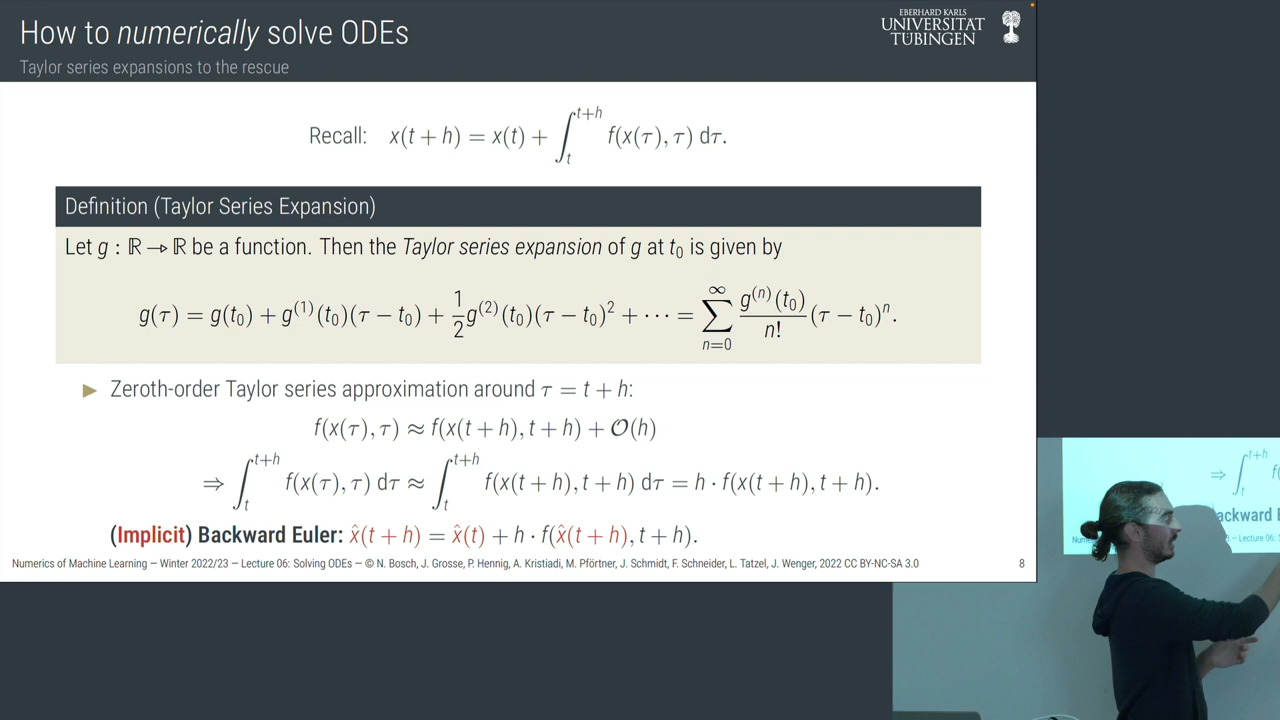 How to numerically solve ODEs
Taylor series expansions to the rescue
EBERHARD KARLS
UNIVERSITÄT
TÜBINGEN
Recall: x(t + h) = x(t) + ∫_t^{t+h} f(x(τ), τ) dτ.
Definition (Taylor Series Expansion)
Let g : ℝ → ℝ be a function. Then the Taylor series expansion of g at t₀ is given by
g(τ) = g(t₀) + g⁽¹⁾(t₀)(τ − t₀) + 1/2 g⁽²⁾(t₀)(τ − t₀)² + ⋯ = ∑_{n=0}^{∞} g⁽ⁿ⁾(t₀)/n! (τ − t₀)ⁿ.
▶ Zeroth-order Taylor series approximation around τ = t + h:
f(x(τ), τ) ≈ f(x(t + h), t + h) + 𝒪(h)
⇒ ∫_t^{t+h} f(x(τ), τ) dτ ≈ ∫_t^{t+h} f(x(t + h), t + h) dτ = h · f(x(t + h), t + h).
(Implicit) Backward Euler: x̂(t + h) = x̂(t) + h · f(x̂(t + h), t + h).
Numerics of Machine Learning — Winter 2022/23 — Lecture 06: Solving ODEs — © N. Bosch, J. Grosse, P. Hennig, A. Kristiadi, M. Pförtner, J. Schmidt, F. Schneider, L. Tatzel, J. Wenger, 2022 CC BY-NC-SA 3.0
8
⇒ ∫_t^{t+h} f(
ackward E